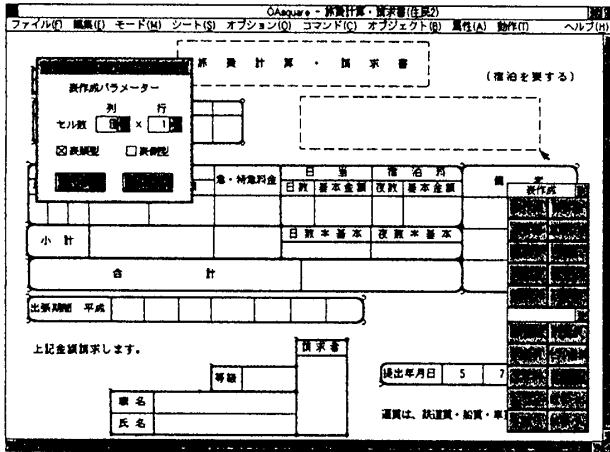 OAsquare - 旅費計算・請求書(住民2)
ファイル(F) 編集(E) モード(M) シート(S) オプション(O) コマンド(C) オブジェクト(B) 属性(A) 動作(T) ヘルプ(H)
旅 費 計 算 ・ 請 求 書
(宿泊を要する)
表作成パラメーター
列 行
セル数 × 1
表頭型 表側型
急・特急料金 日 当 宿 泊 料
日数 基本金額 夜数 基本金額
表作成
小 計 日数*基本 夜数*基本
合 計
出張期間 平成
上記金額請求します。
請求者
等級
提出年月日 5 7
職 名
氏 名
運賃は、鉄道賃・船賃・車